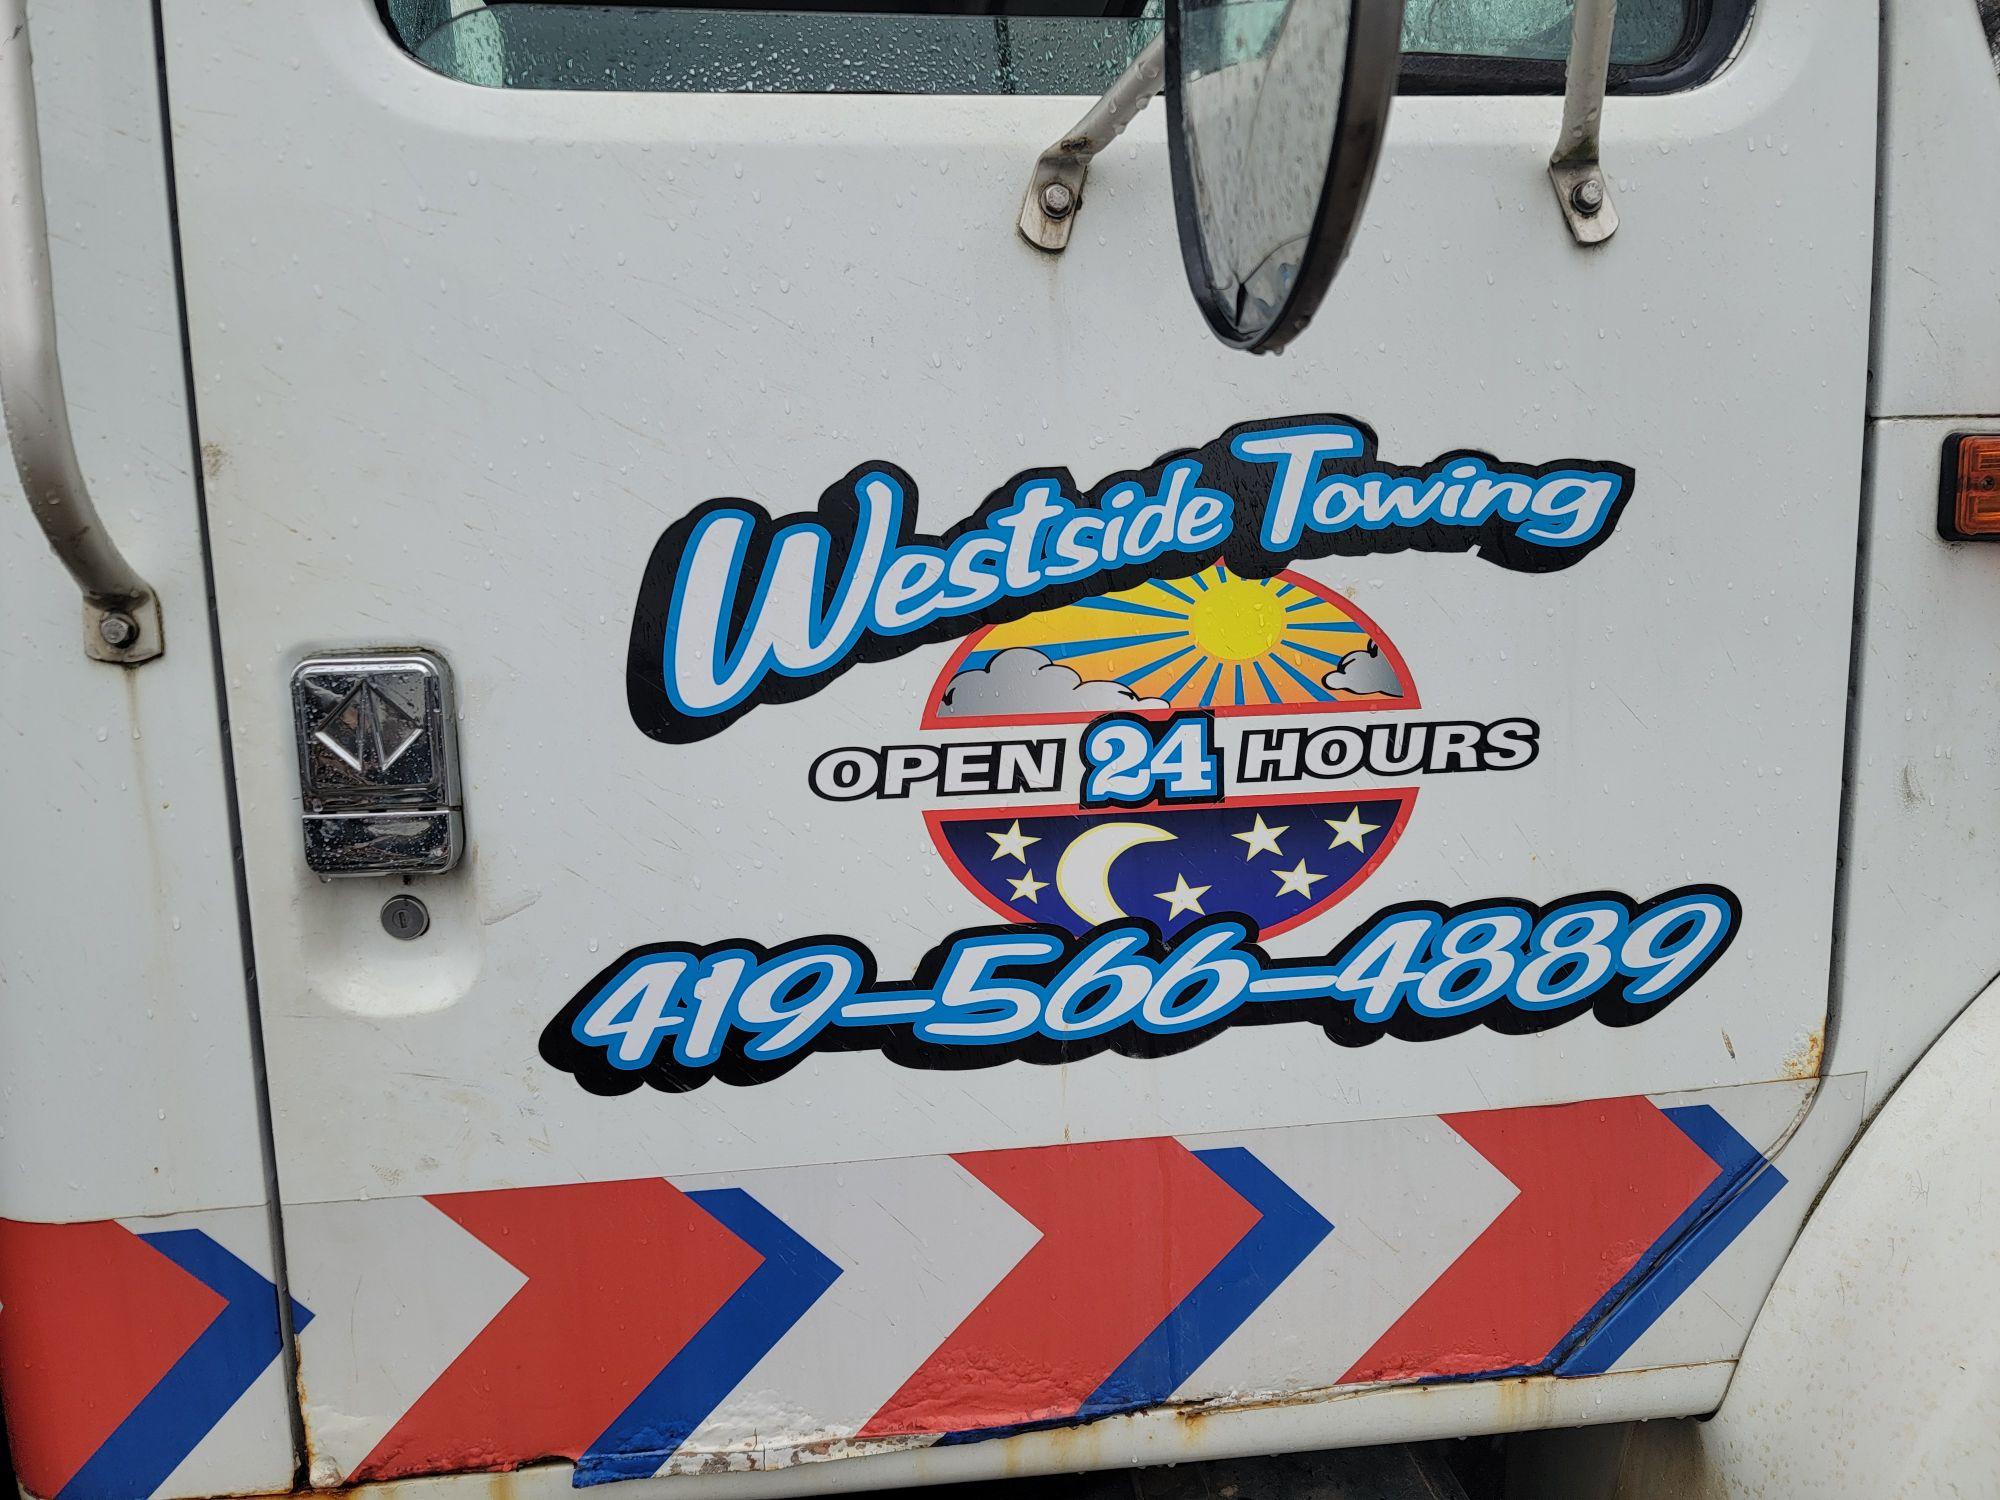 Westside Towing
OPEN 24 HOURS
419-566-4889